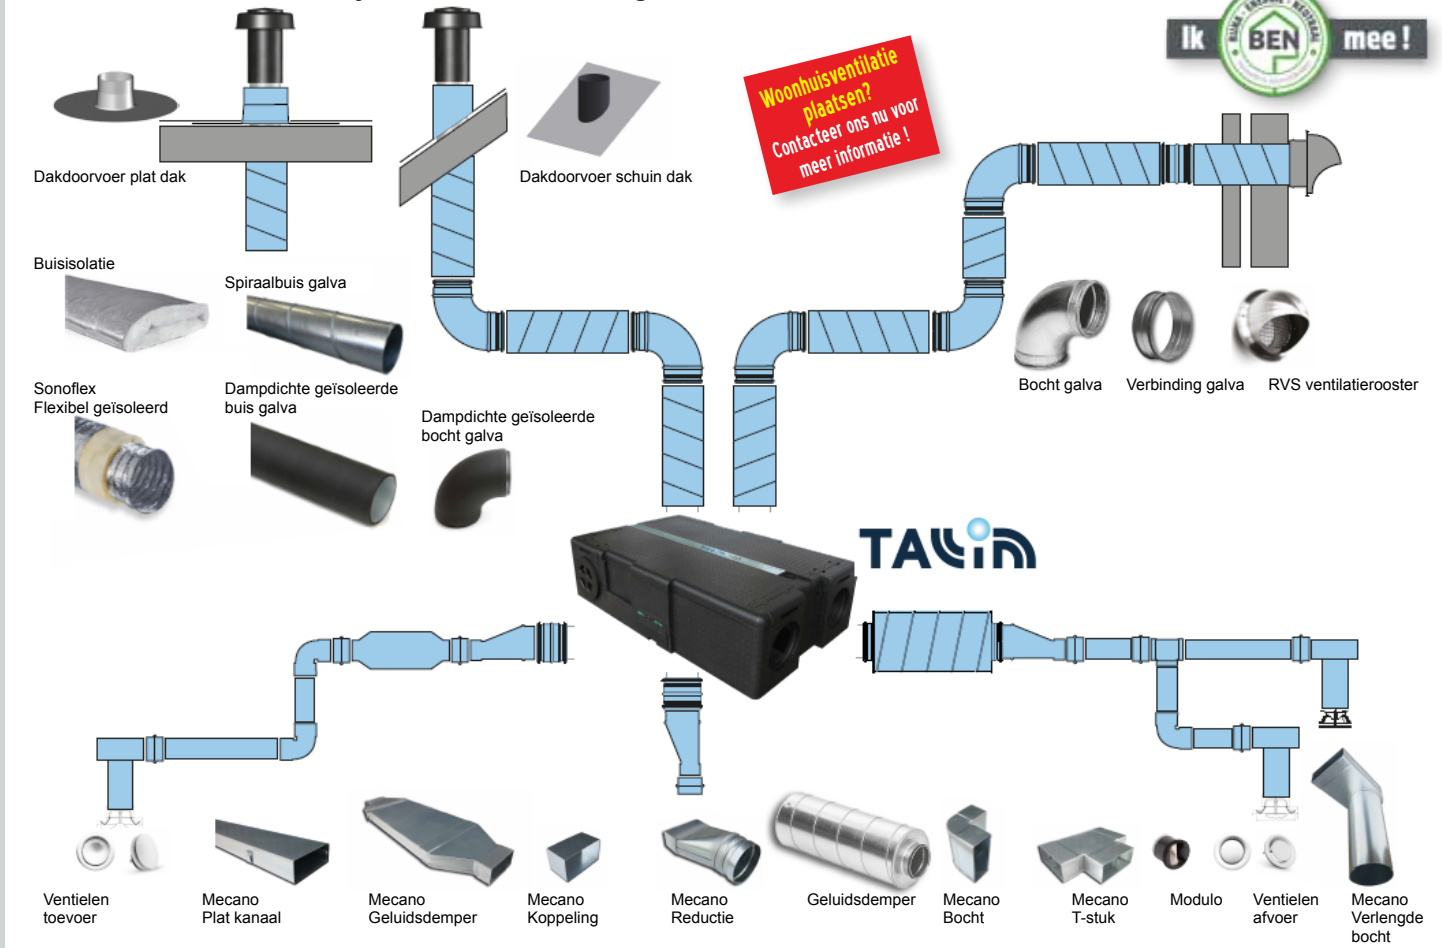 Ik
BIJNA - ENERGIE - NEUTRAAL
BEN
mee !
Woonhuisventilatie
plaatsen?
Contacteer ons nu voor
meer informatie !
Dakdoorvoer plat dak
Dakdoorvoer schuin dak
Buisisolatie
Spiraalbuis galva
Bocht galva
Verbinding galva
RVS ventilatierooster
Sonoflex
Flexibel geïsoleerd
Dampdichte geïsoleerde
buis galva
Dampdichte geïsoleerde
bocht galva
TALLIN
Ventielen
toevoer
Mecano
Plat kanaal
Mecano
Geluidsdemper
Mecano
Koppeling
Mecano
Reductie
Geluidsdemper
Mecano
Bocht
Mecano
T-stuk
Modulo
Ventielen
afvoer
Mecano
Verlengde
bocht